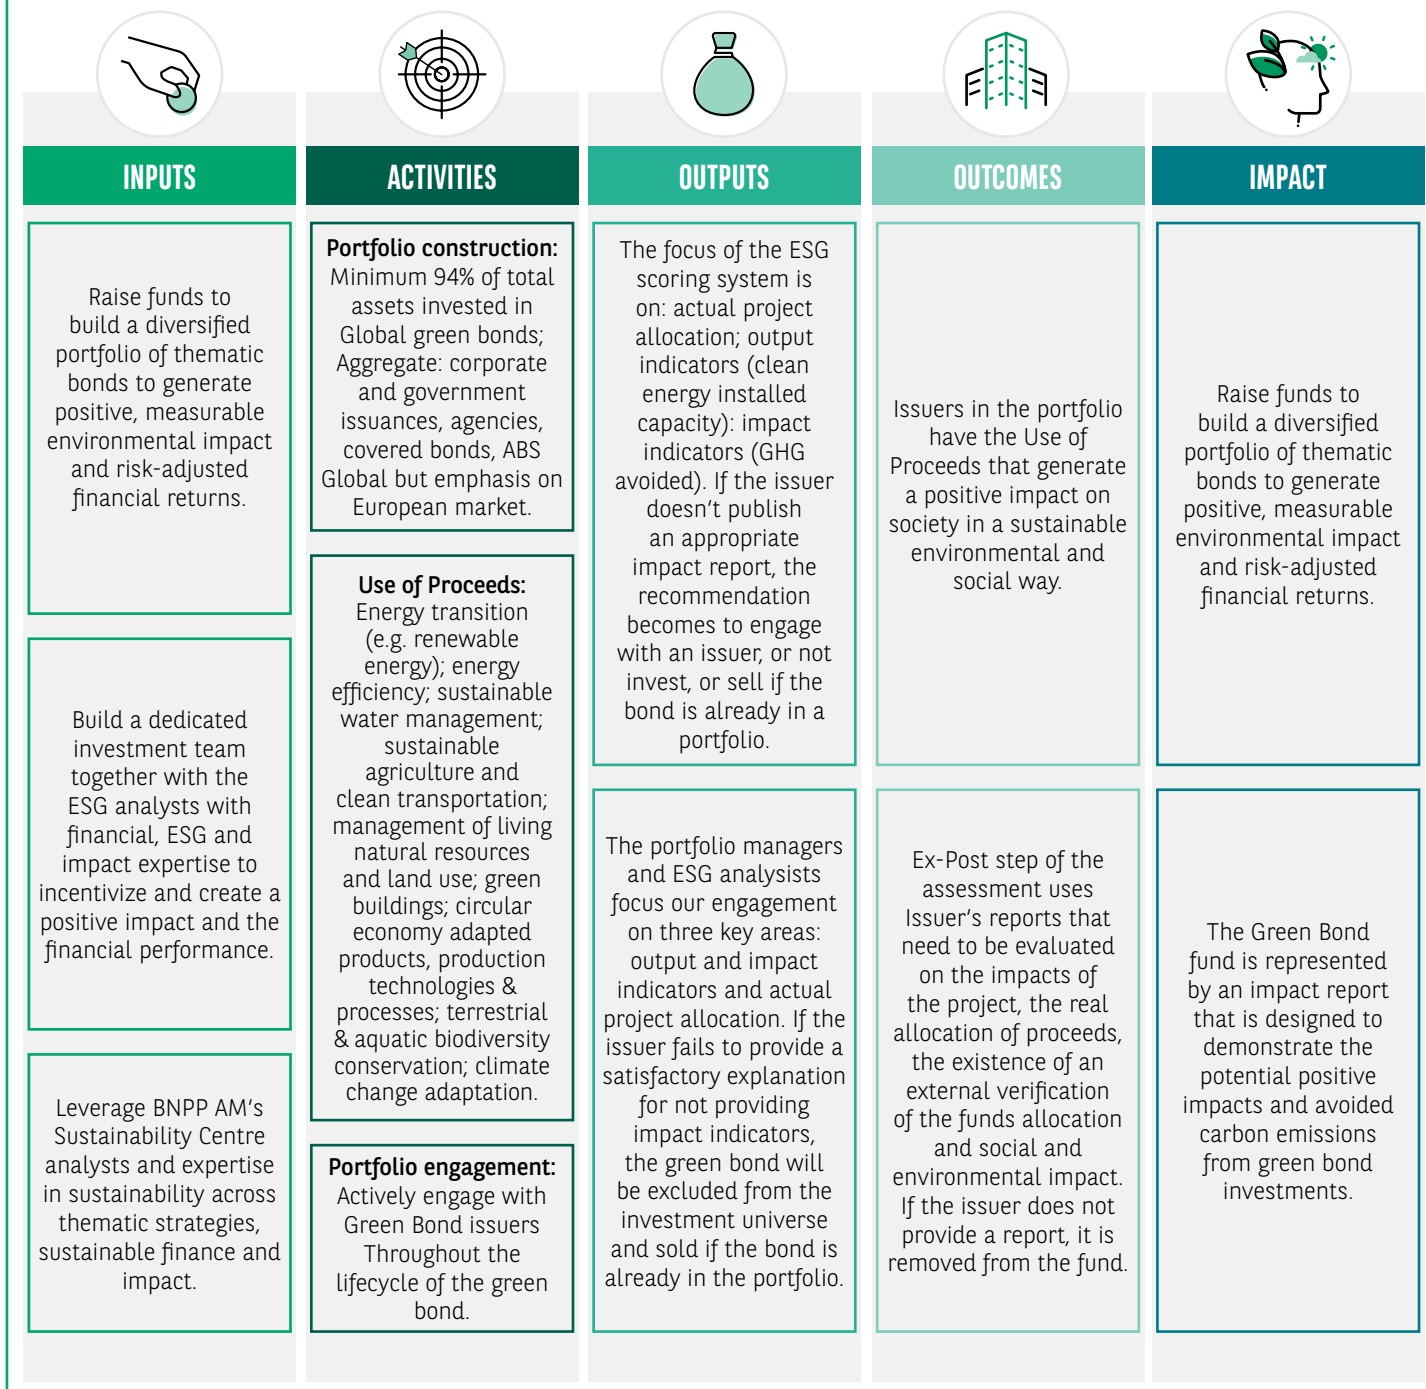 INPUTS
Raise funds to
build a diversified
portfolio of thematic
bonds to generate
positive, measurable
environmental impact
and risk-adjusted
financial returns.
Build a dedicated
investment team
together with the
ESG analysts with
financial, ESG and
impact expertise to
incentivize and create a
positive impact and the
financial performance.
Leverage BNPP AM's
Sustainability Centre
analysts and expertise
in sustainability across
thematic strategies,
sustainable finance and
impact.
ACTIVITIES
Portfolio construction:
Minimum 94% of total
assets invested in
Global green bonds;
Aggregate: corporate
and government
issuances, agencies,
covered bonds, ABS
Global but emphasis on
European market.
Use of Proceeds:
Energy transition
(e.g. renewable
energy); energy
efficiency; sustainable
water management;
sustainable
agriculture and
clean transportation;
management of living
natural resources
and land use; green
buildings; circular
economy adapted
products, production
technologies &
processes; terrestrial
& aquatic biodiversity
conservation; climate
change adaptation.
Portfolio engagement:
Actively engage with
Green Bond issuers
Throughout the
lifecycle of the green
bond.
OUTPUTS
The focus of the ESG
scoring system is
on: actual project
allocation; output
indicators (clean
energy installed
capacity): impact
indicators (GHG
avoided). If the issuer
doesn't publish
an appropriate
impact report, the
recommendation
becomes to engage
with an issuer, or not
invest, or sell if the
bond is already in a
portfolio.
The portfolio managers
and ESG analysists
focus our engagement
on three key areas:
output and impact
indicators and actual
project allocation. If the
issuer fails to provide a
satisfactory explanation
for not providing
impact indicators,
the green bond will
be excluded from the
investment universe
and sold if the bond is
already in the portfolio.
OUTCOMES
Issuers in the portfolio
have the Use of
Proceeds that generate
a positive impact on
society in a sustainable
environmental and
social way.
Ex-Post step of the
assessment uses
Issuer's reports that
need to be evaluated
on the impacts of
the project, the real
allocation of proceeds,
the existence of an
external verification
of the funds allocation
and social and
environmental impact.
If the issuer does not
provide a report, it is
removed from the fund.
IMPACT
Raise funds to
build a diversified
portfolio of thematic
bonds to generate
positive, measurable
environmental impact
and risk-adjusted
financial returns.
The Green Bond
fund is represented
by an impact report
that is designed to
demonstrate the
potential positive
impacts and avoided
carbon emissions
from green bond
investments.